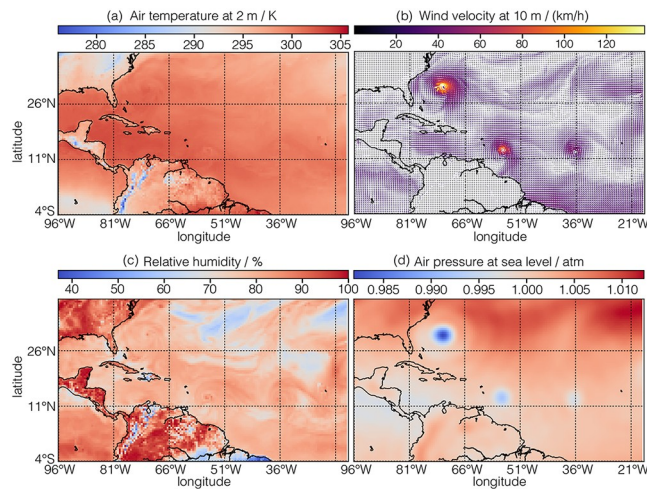 (a) Air temperature at 2 m / K
280 285 290 295 300 305
latitude
26°N
11°N
4°S
96°W 81°W 66°W 51°W 36°W
longitude
(b) Wind velocity at 10 m / (km/h)
20 40 60 80 100 120
96°W 81°W 66°W 51°W 36°W 21°W
longitude
(c) Relative humidity / %
40 50 60 70 80 90 100
latitude
26°N
11°N
4°S
96°W 81°W 66°W 51°W 36°W
longitude
(d) Air pressure at sea level / atm
0.985 0.990 0.995 1.000 1.005 1.010
96°W 81°W 66°W 51°W 36°W 21°W
longitude